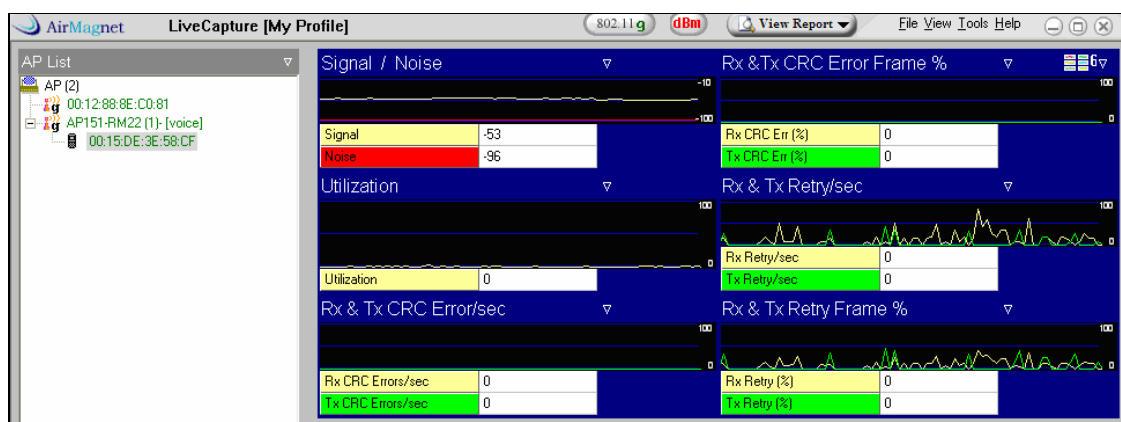 AirMagnet LiveCapture [My Profile] 802.11g dBm View Report File View Tools Help
AP List
AP (2)
g 00:12:88:8E:C0:81
g AP151-RM22 (1)- [voice]
00:15:DE:3E:58:CF
Signal / Noise
-10
-100
Signal -53
Noise -96
Rx &Tx CRC Error Frame % 6
100
0
Rx CRC Err (%) 0
Tx CRC Err (%) 0
Utilization
100
0
Utilization 0
Rx & Tx Retry/sec
100
0
Rx Retry/sec 0
Tx Retry/sec 0
Rx & Tx CRC Error/sec
100
0
Rx CRC Errors/sec 0
Tx CRC Errors/sec 0
Rx & Tx Retry Frame %
100
0
Rx Retry (%) 0
Tx Retry (%) 0